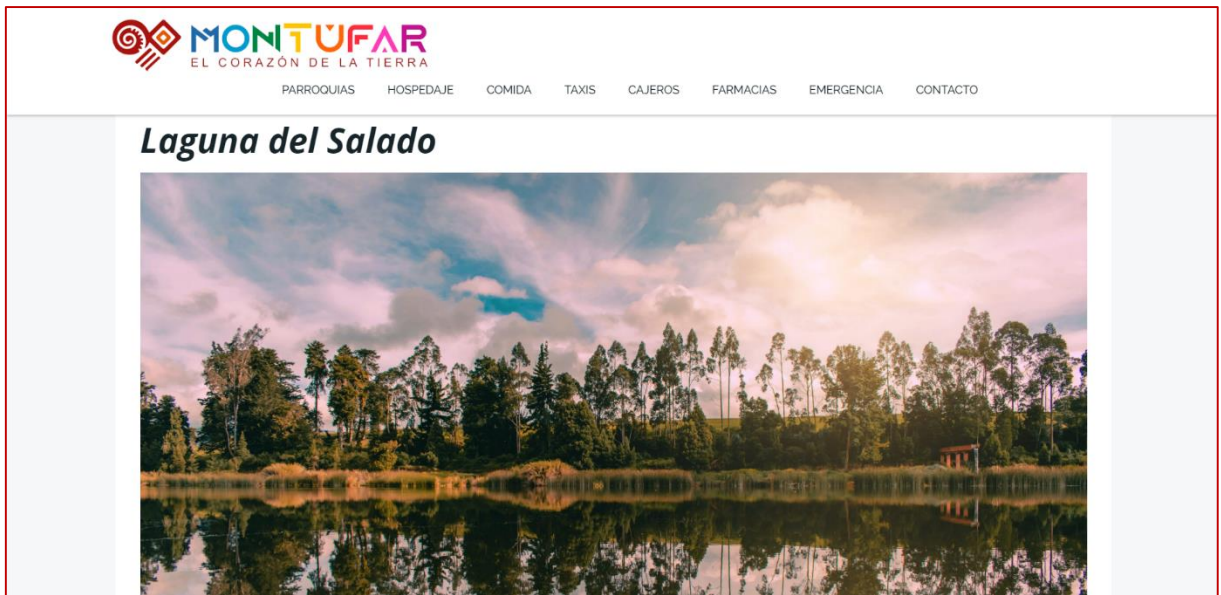 MONTÚFAR
EL CORAZÓN DE LA TIERRA
PARROQUIAS HOSPEDAJE COMIDA TAXIS CAJEROS FARMACIAS EMERGENCIA CONTACTO
Laguna del Salado